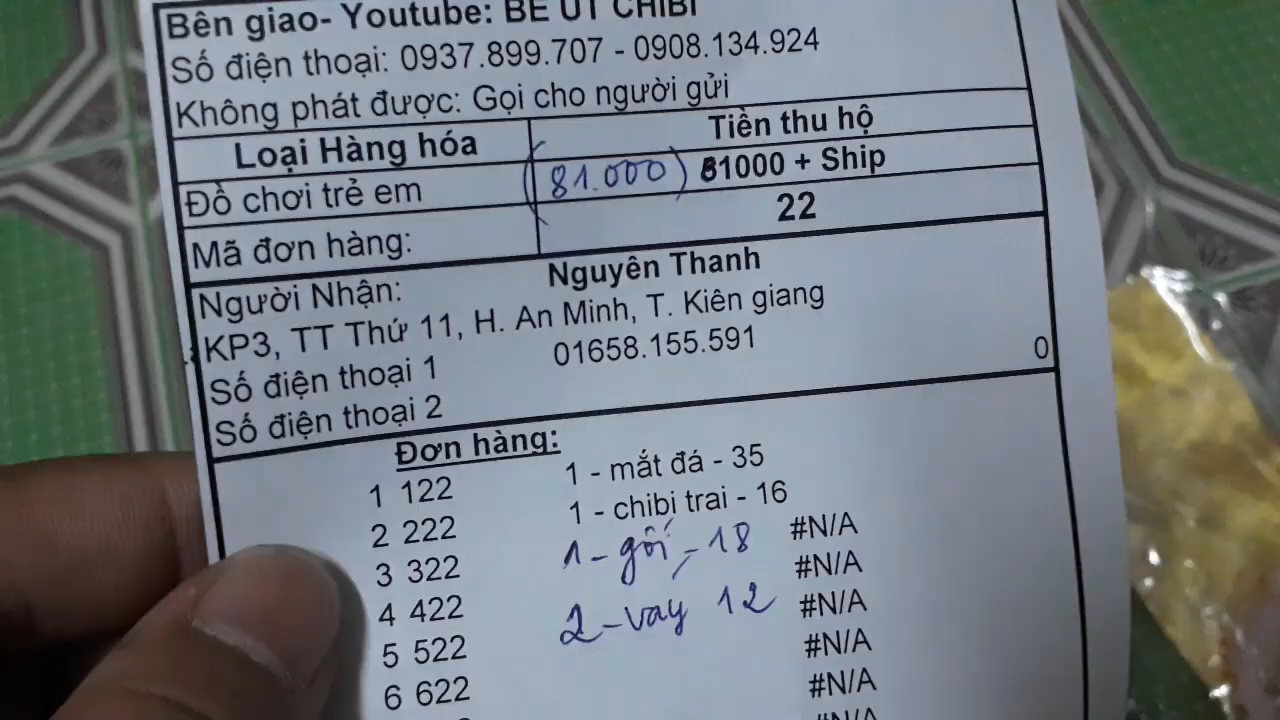 Bên giao- Youtube: BÉ ÚT CHIBI
Số điện thoại: 0937.899.707 - 0908.134.924
Không phát được: Gọi cho người gửi
Loại Hàng hóa Tiền thu hộ
Đồ chơi trẻ em (81.000) 81000 + Ship
Mã đơn hàng: 22
Người Nhận: Nguyên Thanh
KP3, TT Thứ 11, H. An Minh, T. Kiên giang
Số điện thoại 1 01658.155.591
Số điện thoại 2 0
Đơn hàng:
1 122 1 - mắt đá - 35
2 222 1 - chibi trai - 16
3 322 1 - gối - 18 #N/A
4 422 2 - vay 12 #N/A
5 522 #N/A
6 622 #N/A
#N/A
#N/A